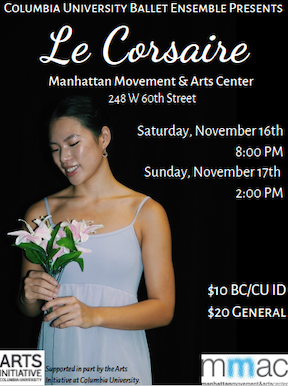 Columbia University Ballet Ensemble Presents
Le Corsaire
Manhattan Movement & Arts Center
248 W 60th Street
Saturday, November 16th
8:00 PM
Sunday, November 17th
2:00 PM
$10 BC/CU ID
$20 General
ARTS
INITIATIVE
COLUMBIA UNIVERSITY
Supported in part by the Arts
Initiative at Columbia University.
mmac
manhattanmovement&artscenter